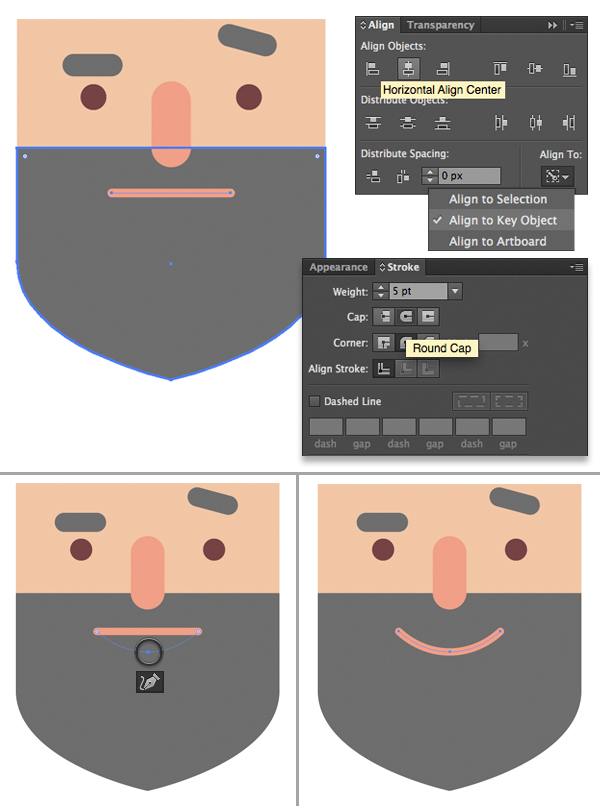 Align Transparency
Align Objects:
Horizontal Align Center
Distribute Objects:
Distribute Spacing: Align To:
0 px
Align to Selection
Align to Key Object
Align to Artboard
Appearance Stroke
Weight: 5 pt
Cap:
Corner: x
Round Cap
Align Stroke:
Dashed Line
dash gap dash gap dash gap